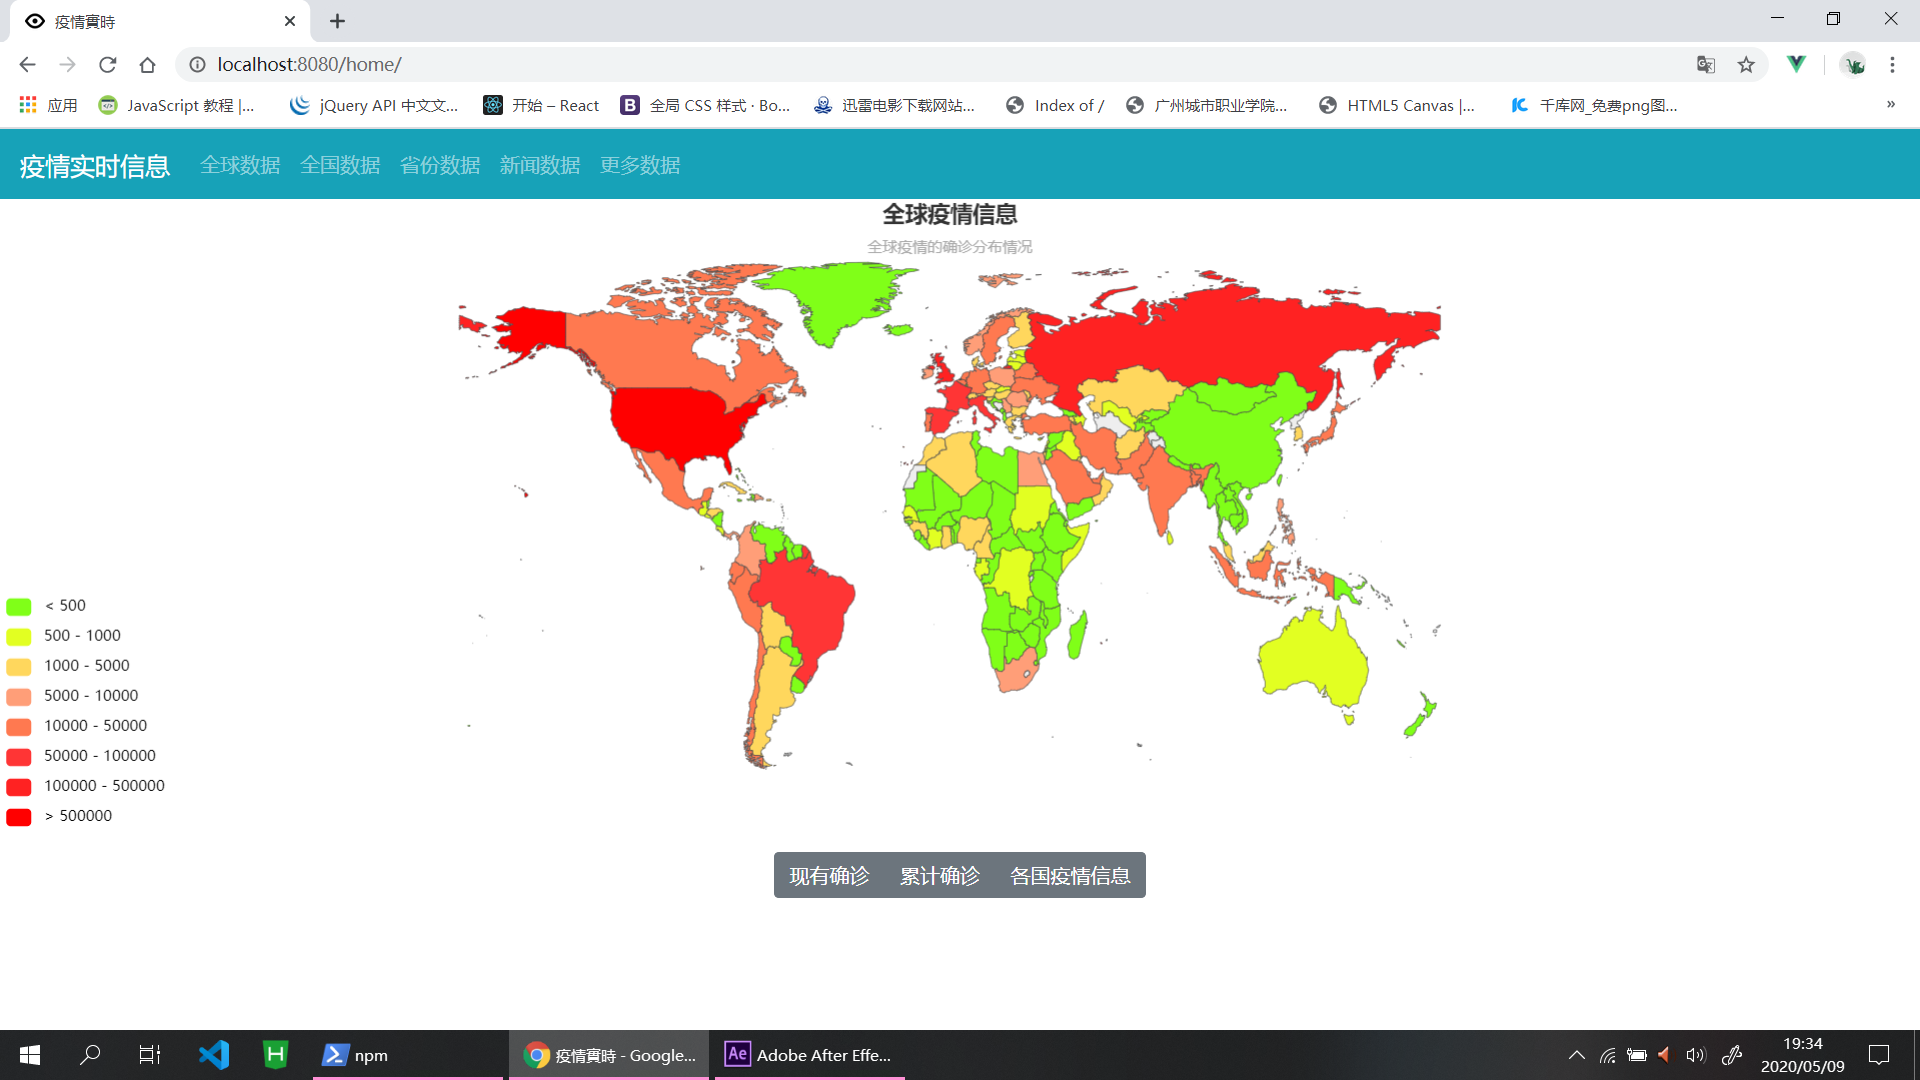 疫情實時
localhost:8080/home/
应用 JavaScript 教程 |... jQuery API 中文文... 开始 – React 全局 CSS 样式 · Bo... 迅雷电影下载网站... Index of / 广州城市职业学院... HTML5 Canvas |... 千库网_免费png图... »
疫情实时信息 全球数据 全国数据 省份数据 新闻数据 更多数据
全球疫情信息
全球疫情的确诊分布情况
< 500
500 - 1000
1000 - 5000
5000 - 10000
10000 - 50000
50000 - 100000
100000 - 500000
> 500000
现有确诊 累计确诊 各国疫情信息
npm 疫情實時 - Google... Ae Adobe After Effe...
19:34
2020/05/09